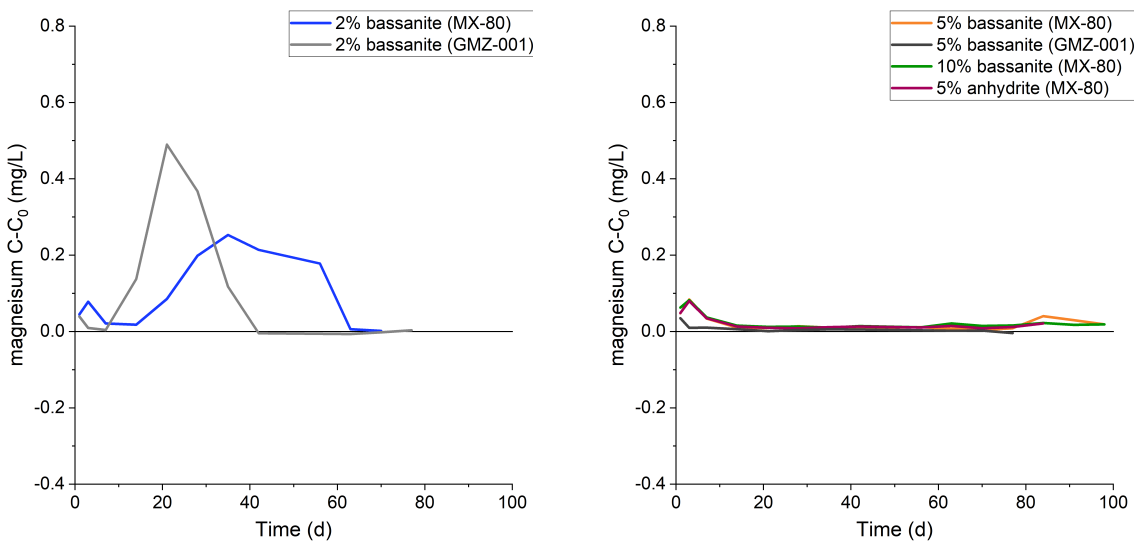 2% bassanite (MX-80)
2% bassanite (GMZ-001)
0.8
0.6
0.4
0.2
0.0
-0.2
-0.4
magneisum C-C₀ (mg/L)
0 20 40 60 80 100
Time (d)
5% bassanite (MX-80)
5% bassanite (GMZ-001)
10% bassanite (MX-80)
5% anhydrite (MX-80)
0.8
0.6
0.4
0.2
0.0
-0.2
-0.4
magneisum C-C₀ (mg/L)
0 20 40 60 80 100
Time (d)